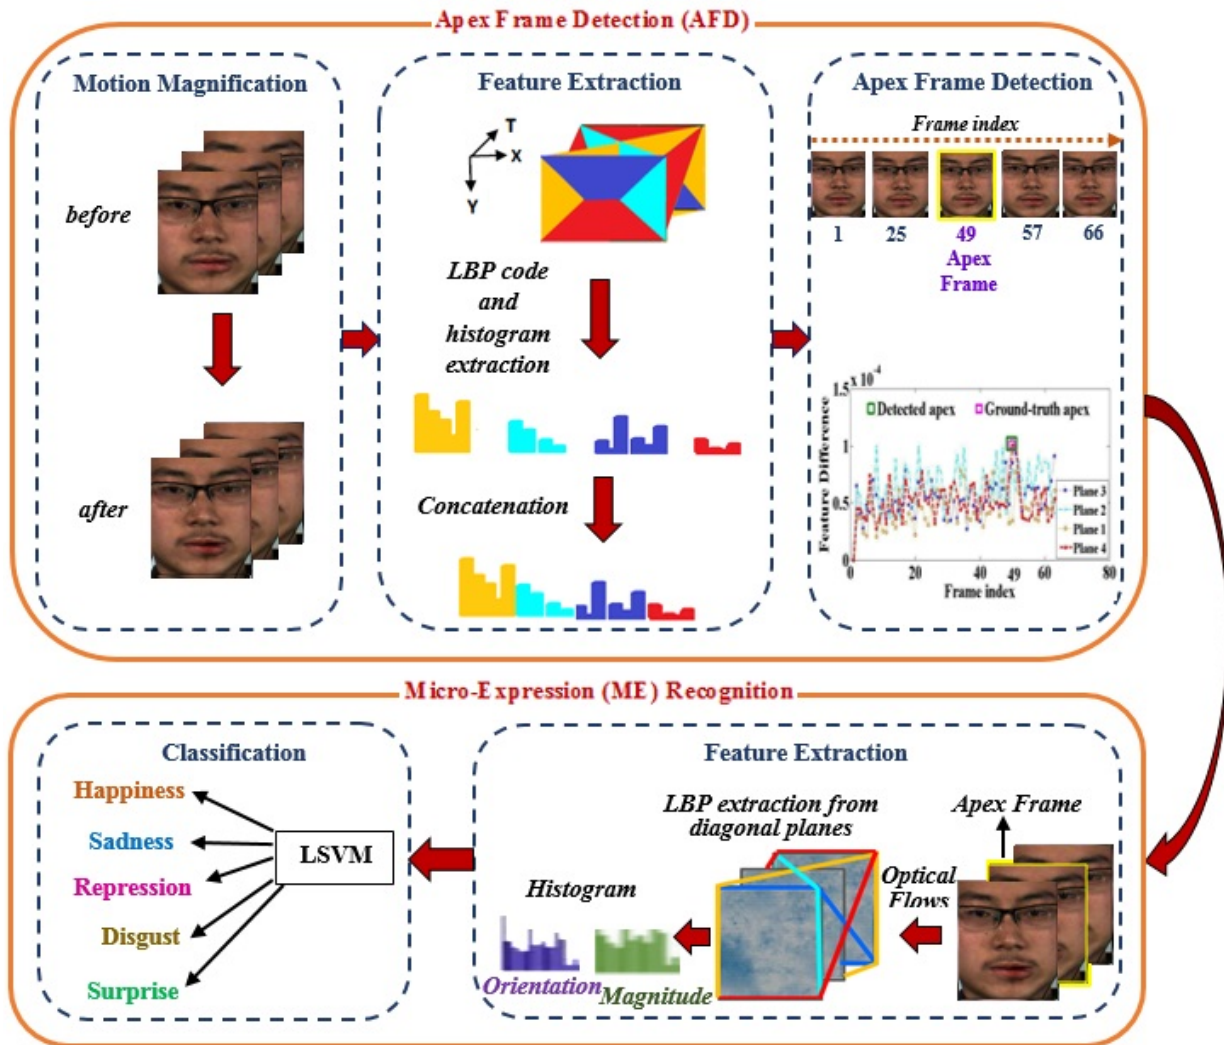 Apex Frame Detection (AFD)
Motion Magnification
before
after
Feature Extraction
T
X
Y
LBP code
and
histogram
extraction
Concatenation
Apex Frame Detection
Frame index
1 25 49 57 66
Apex
Frame
1.5 x 10^-4
Detected apex Ground-truth apex
Feature Difference
1
0.5
0
Plane 3
Plane 2
Plane 1
Plane 4
0 20 40 49 60 80
Frame index
Micro-Expression (ME) Recognition
Classification
Happiness
Sadness
Repression
Disgust
Surprise
LSVM
Feature Extraction
LBP extraction from
diagonal planes
Apex Frame
Optical
Flows
Histogram
Orientation
Magnitude